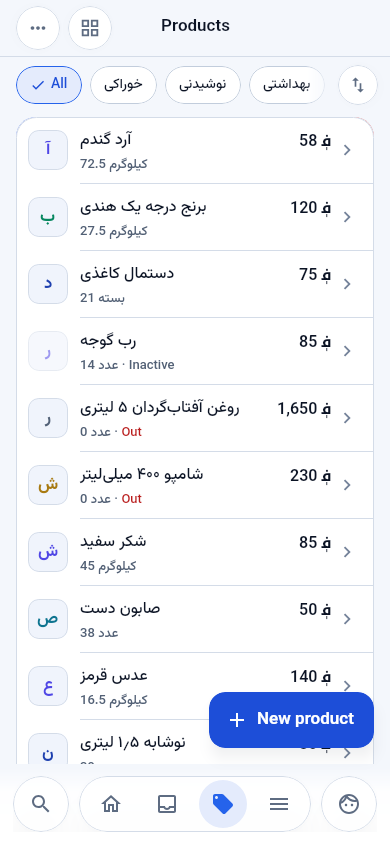 Products
All
خوراکی
نوشیدنی
بهداشتی
آ
آرد گندم
58 ؋
72.5 کیلوگرم
ب
برنج درجه یک هندی
120 ؋
27.5 کیلوگرم
د
دستمال کاغذی
75 ؋
21 بسته
ر
رب گوجه
85 ؋
14 عدد · Inactive
ر
روغن آفتاب‌گردان ۵ لیتری
1,650 ؋
0 عدد · Out
ش
شامپو ۴۰۰ میلی‌لیتر
230 ؋
0 عدد · Out
ش
شکر سفید
85 ؋
45 کیلوگرم
ص
صابون دست
50 ؋
38 عدد
ع
عدس قرمز
140 ؋
16.5 کیلوگرم
ن
نوشابه ۱٫۵ لیتری
New product